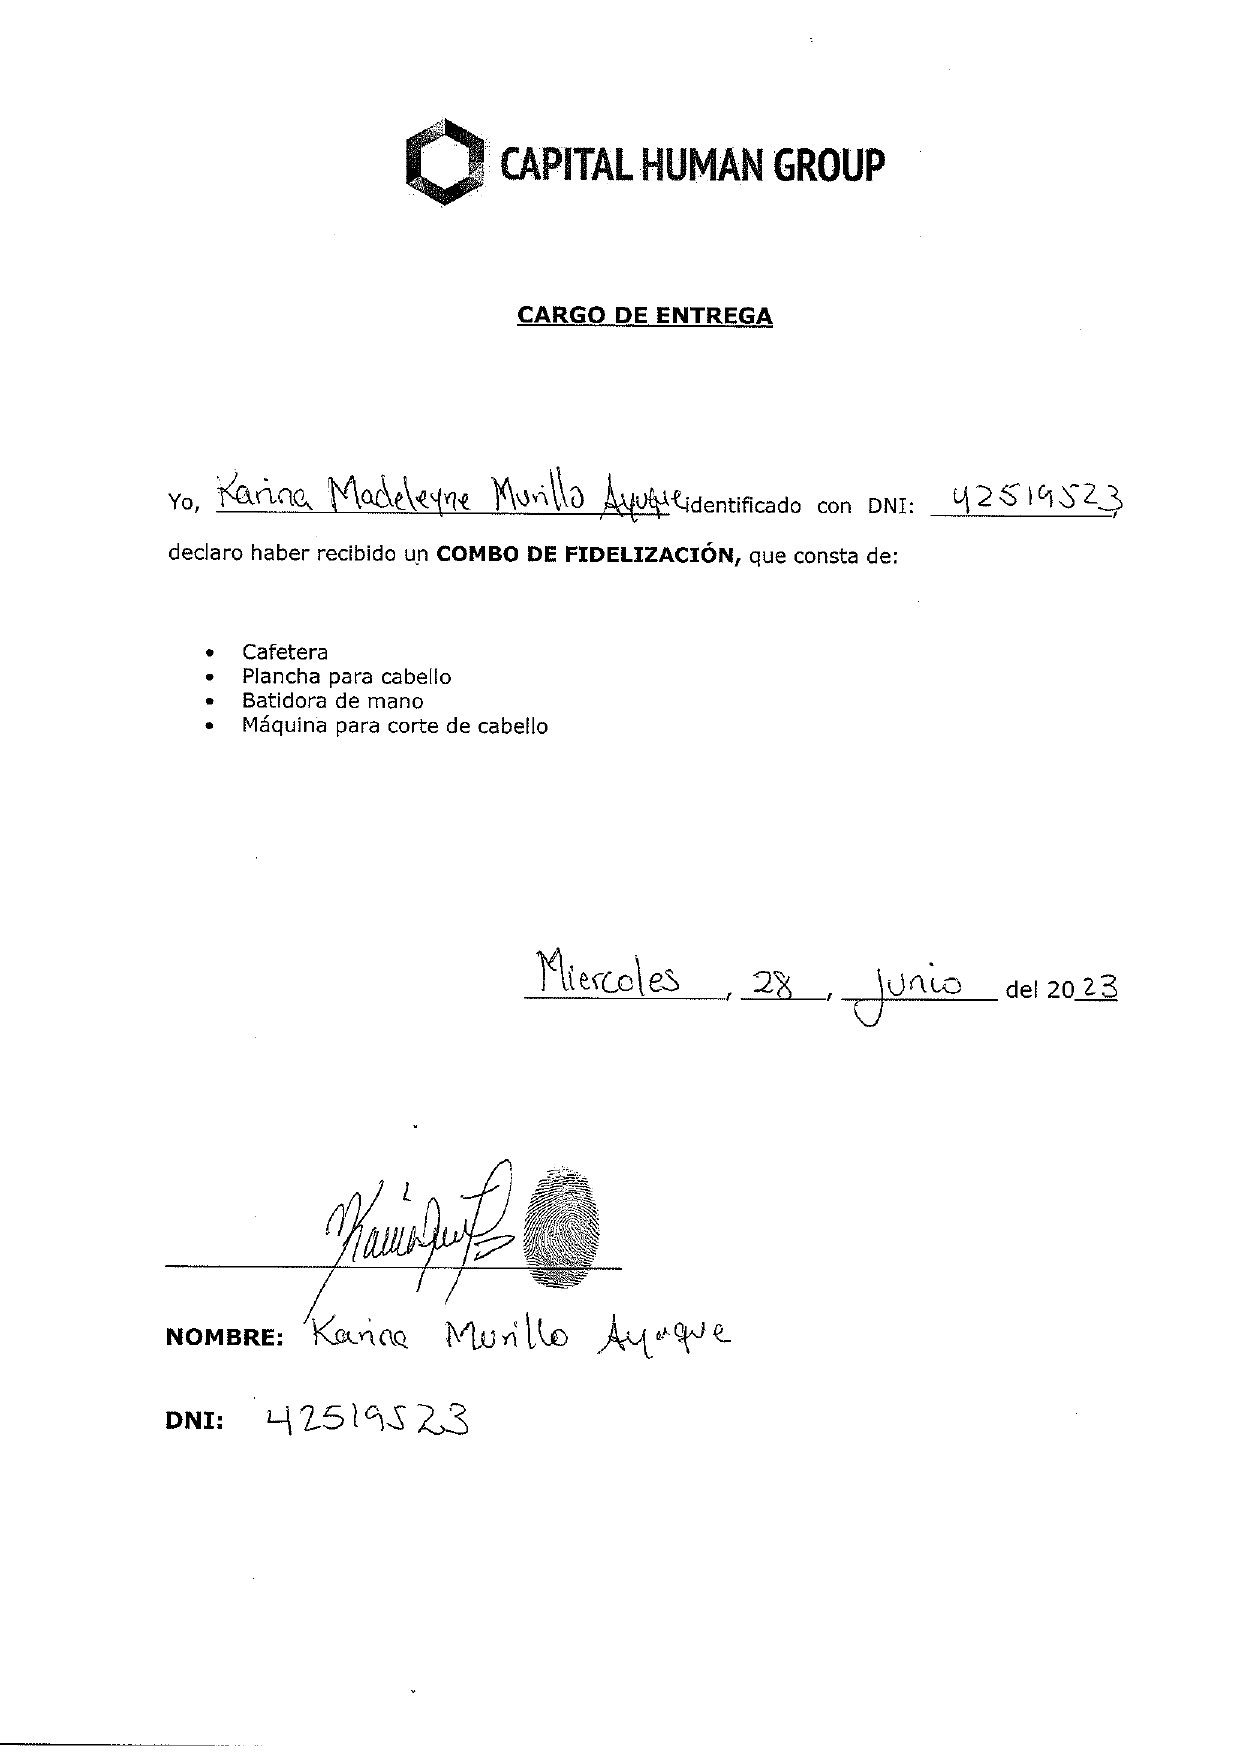 CAPITAL HUMAN GROUP
CARGO DE ENTREGA
Yo, Karina Madeleyne Murillo Ayuque identificado con DNI: 42519523,
declaro haber recibido un COMBO DE FIDELIZACIÓN, que consta de:
• Cafetera
• Plancha para cabello
• Batidora de mano
• Máquina para corte de cabello
Miercoles, 28, junio del 2023
NOMBRE: Karina Murillo Ayuque
DNI: 42519523